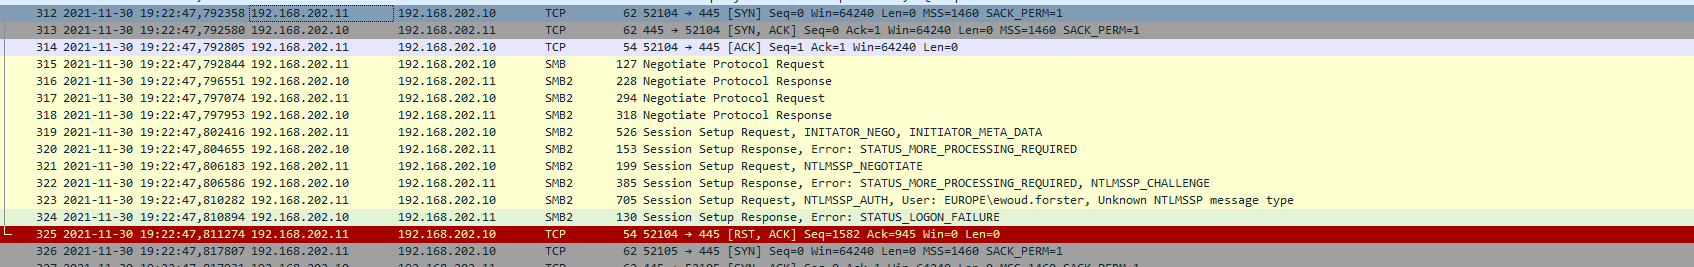 312 2021-11-30 19:22:47,792358 192.168.202.11 192.168.202.10 TCP 62 52104 → 445 [SYN] Seq=0 Win=64240 Len=0 MSS=1460 SACK_PERM=1
313 2021-11-30 19:22:47,792580 192.168.202.10 192.168.202.11 TCP 62 445 → 52104 [SYN, ACK] Seq=0 Ack=1 Win=64240 Len=0 MSS=1460 SACK_PERM=1
314 2021-11-30 19:22:47,792805 192.168.202.11 192.168.202.10 TCP 54 52104 → 445 [ACK] Seq=1 Ack=1 Win=64240 Len=0
315 2021-11-30 19:22:47,792844 192.168.202.11 192.168.202.10 SMB 127 Negotiate Protocol Request
316 2021-11-30 19:22:47,796551 192.168.202.10 192.168.202.11 SMB2 228 Negotiate Protocol Response
317 2021-11-30 19:22:47,797074 192.168.202.11 192.168.202.10 SMB2 294 Negotiate Protocol Request
318 2021-11-30 19:22:47,797953 192.168.202.10 192.168.202.11 SMB2 318 Negotiate Protocol Response
319 2021-11-30 19:22:47,802416 192.168.202.11 192.168.202.10 SMB2 526 Session Setup Request, INITATOR_NEGO, INITIATOR_META_DATA
320 2021-11-30 19:22:47,804655 192.168.202.10 192.168.202.11 SMB2 153 Session Setup Response, Error: STATUS_MORE_PROCESSING_REQUIRED
321 2021-11-30 19:22:47,806183 192.168.202.11 192.168.202.10 SMB2 199 Session Setup Request, NTLMSSP_NEGOTIATE
322 2021-11-30 19:22:47,806586 192.168.202.10 192.168.202.11 SMB2 385 Session Setup Response, Error: STATUS_MORE_PROCESSING_REQUIRED, NTLMSSP_CHALLENGE
323 2021-11-30 19:22:47,810282 192.168.202.11 192.168.202.10 SMB2 705 Session Setup Request, NTLMSSP_AUTH, User: EUROPE\ewoud.forster, Unknown NTLMSSP message type
324 2021-11-30 19:22:47,810894 192.168.202.10 192.168.202.11 SMB2 130 Session Setup Response, Error: STATUS_LOGON_FAILURE
325 2021-11-30 19:22:47,811274 192.168.202.11 192.168.202.10 TCP 54 52104 → 445 [RST, ACK] Seq=1582 Ack=945 Win=0 Len=0
326 2021-11-30 19:22:47,817807 192.168.202.11 192.168.202.10 TCP 62 52105 → 445 [SYN] Seq=0 Win=64240 Len=0 MSS=1460 SACK_PERM=1